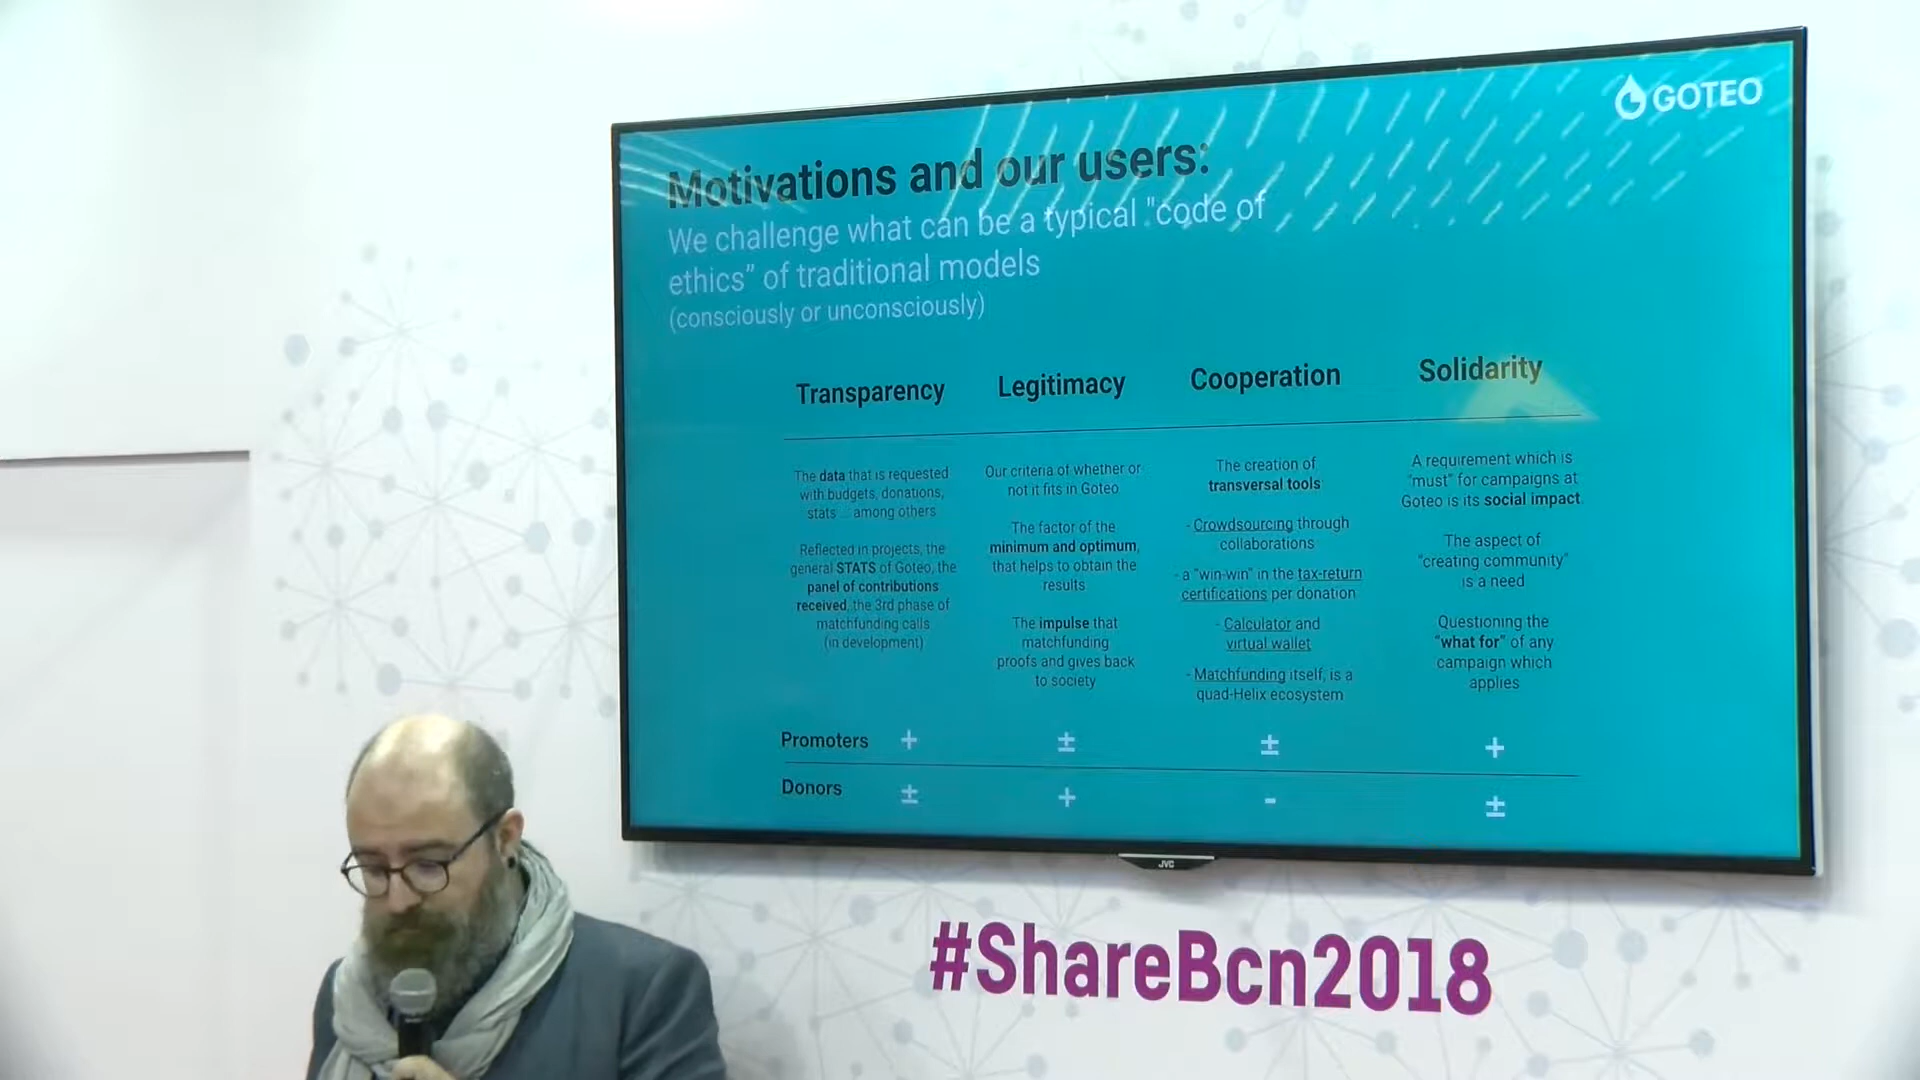 GOTEO
Motivations and our users:
We challenge what can be a typical "code of
ethics” of traditional models
(consciously or unconsciously)
Transparency
The data that is requested
with budgets, donations,
stats ... among others
Reflected in projects, the
general STATS of Goteo, the
panel of contributions
received, the 3rd phase of
matchfunding calls
(in development)
Legitimacy
Our criteria of whether or
not it fits in Goteo
The factor of the
minimum and optimum,
that helps to obtain the
results
The impulse that
matchfunding
proofs and gives back
to society
Cooperation
The creation of
transversal tools:
- Crowdsourcing through
collaborations
- a "win-win" in the tax-return
certifications per donation
- Calculator and
virtual wallet
- Matchfunding itself, is a
quad-Helix ecosystem
Solidarity
A requirement which is
"must" for campaigns at
Goteo is its social impact
The aspect of
"creating community"
is a need
Questioning the
"what for" of any
campaign which
applies
Promoters + ± ± +
Donors ± + - ±
JVC
#ShareBcn2018